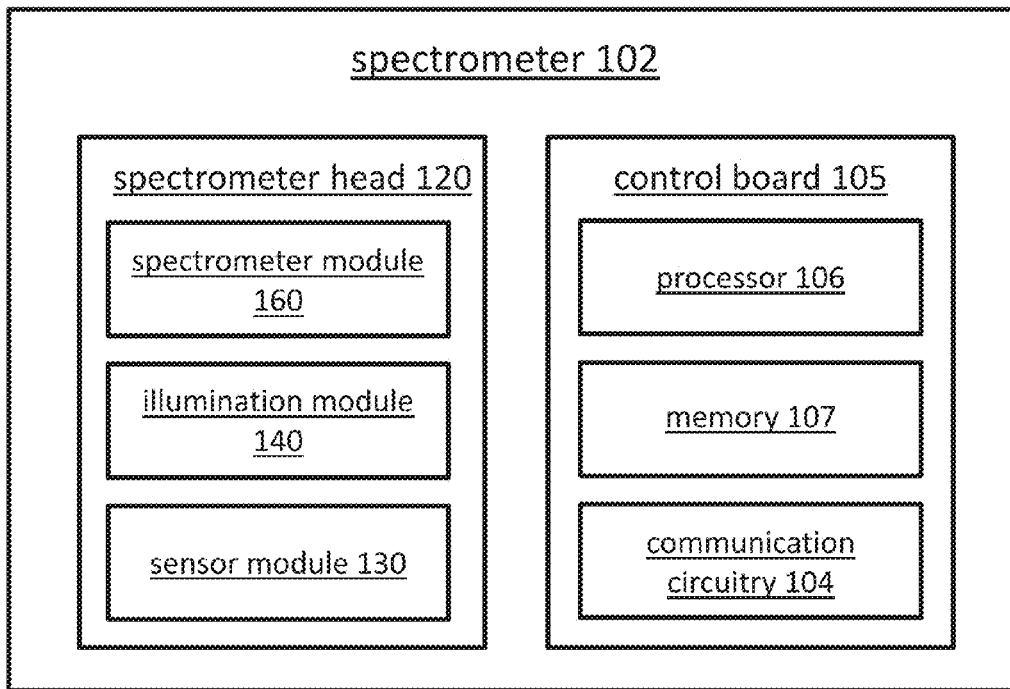 spectrometer 102
spectrometer head 120
spectrometer module
160
illumination module
140
sensor module 130
control board 105
processor 106
memory 107
communication
circuitry 104